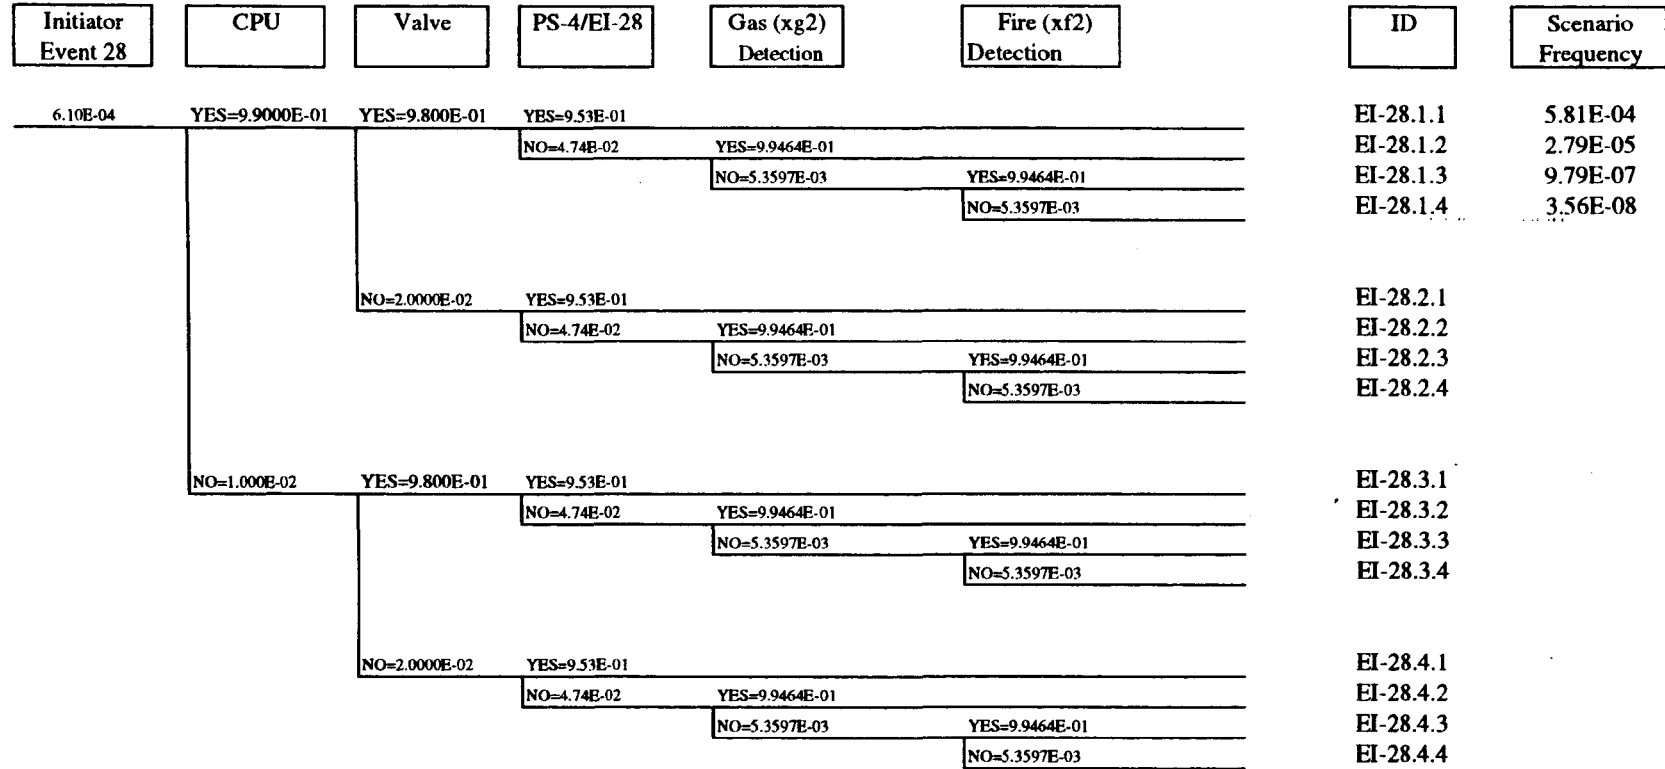 Initiator Event 28 CPU Valve PS-4/EI-28 Gas (xg2) Detection Fire (xf2) Detection ID Scenario Frequency
6.10E-04 YES=9.9000E-01 YES=9.800E-01 YES=9.53E-01 EI-28.1.1 5.81E-04
NO=4.74E-02 YES=9.9464E-01 EI-28.1.2 2.79E-05
NO=5.3597E-03 YES=9.9464E-01 EI-28.1.3 9.79E-07
NO=5.3597E-03 EI-28.1.4 3.56E-08
NO=2.0000E-02 YES=9.53E-01 EI-28.2.1
NO=4.74E-02 YES=9.9464E-01 EI-28.2.2
NO=5.3597E-03 YES=9.9464E-01 EI-28.2.3
NO=5.3597E-03 EI-28.2.4
NO=1.000E-02 YES=9.800E-01 YES=9.53E-01 EI-28.3.1
NO=4.74E-02 YES=9.9464E-01 EI-28.3.2
NO=5.3597E-03 YES=9.9464E-01 EI-28.3.3
NO=5.3597E-03 EI-28.3.4
NO=2.0000E-02 YES=9.53E-01 EI-28.4.1
NO=4.74E-02 YES=9.9464E-01 EI-28.4.2
NO=5.3597E-03 YES=9.9464E-01 EI-28.4.3
NO=5.3597E-03 EI-28.4.4